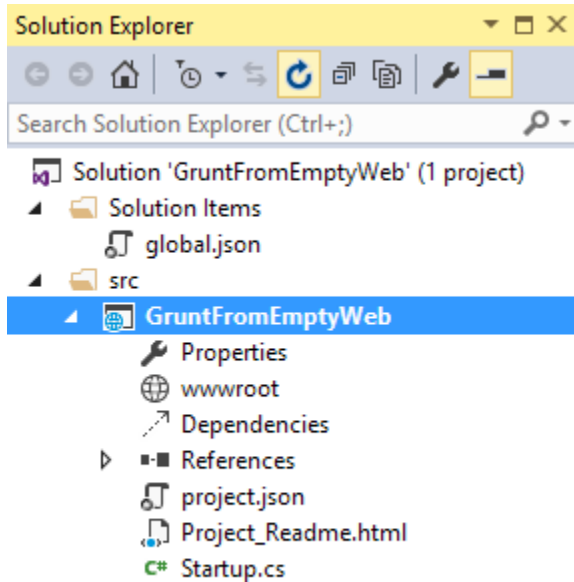 Solution Explorer
Search Solution Explorer (Ctrl+;)
Solution 'GruntFromEmptyWeb' (1 project)
Solution Items
global.json
src
GruntFromEmptyWeb
Properties
wwwroot
Dependencies
References
project.json
Project_Readme.html
C# Startup.cs